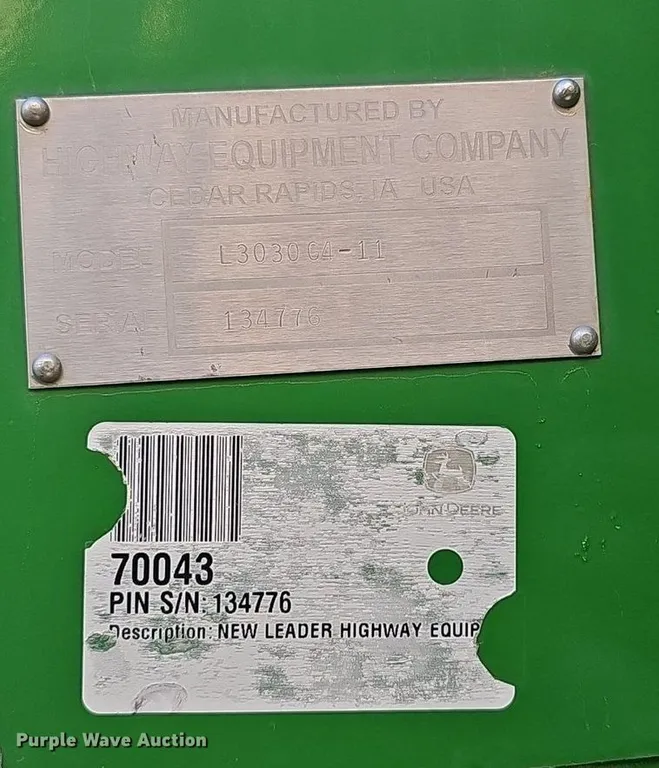 MANUFACTURED BY
HIGHWAY EQUIPMENT COMPANY
CEDAR RAPIDS, IA USA
MODEL L3030G4-11
SERIAL 134776
JOHN DEERE
70043
PIN S/N: 134776
Description: NEW LEADER HIGHWAY EQUIP
Purple Wave Auction